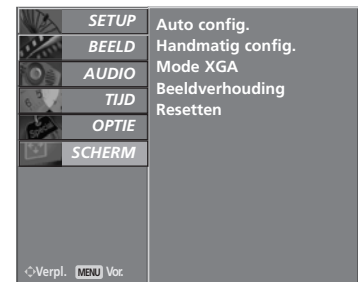 SETUP
BEELD
AUDIO
TIJD
OPTIE
SCHERM
Auto config.
Handmatig config.
Mode XGA
Beeldverhouding
Resetten
Verpl. MENU Vor.